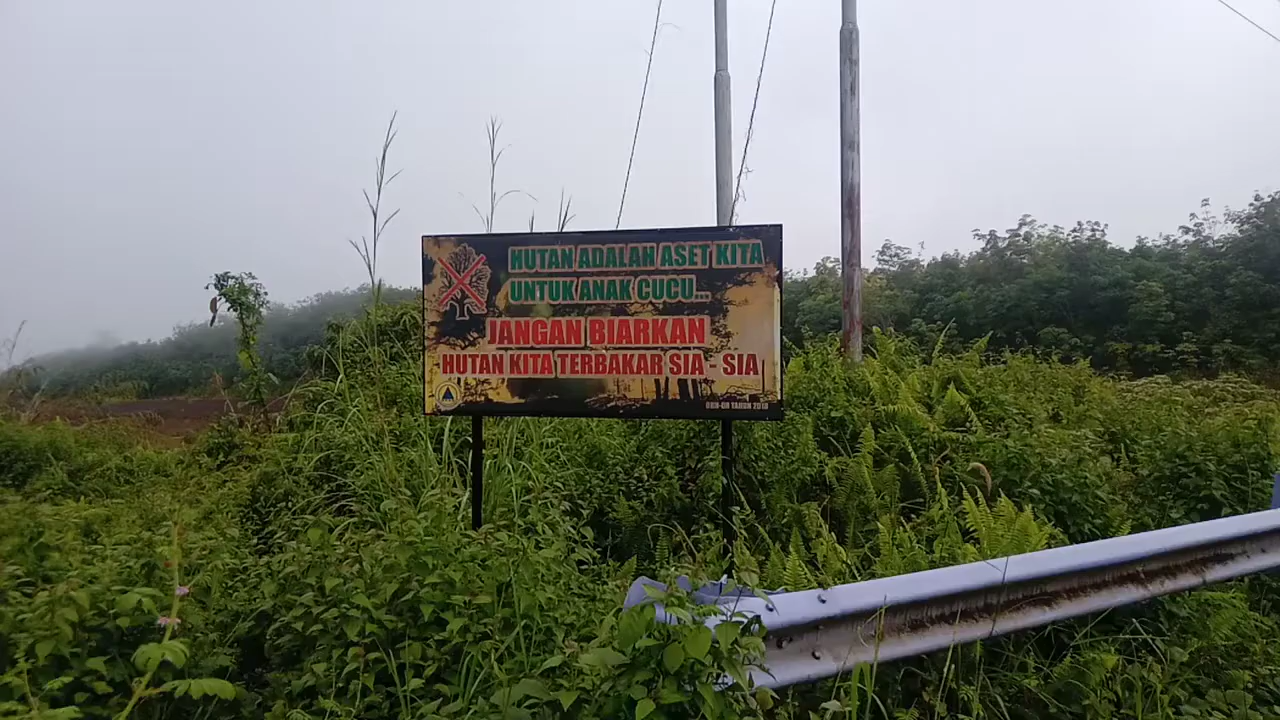 HUTAN ADALAH ASET KITA
UNTUK ANAK CUCU...
JANGAN BIARKAN
HUTAN KITA TERBAKAR SIA - SIA